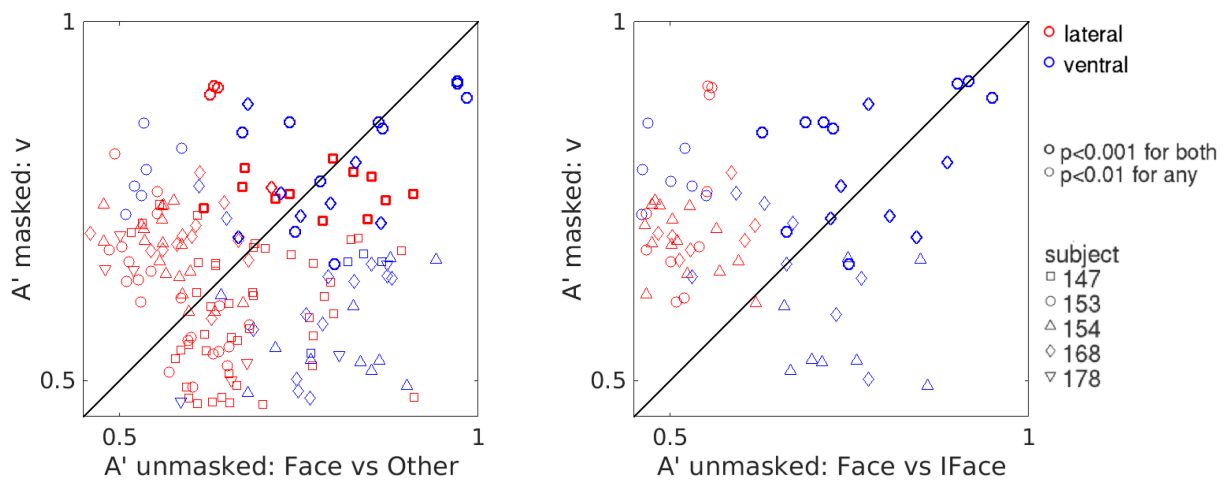 1
A' masked: v
0.5
0.5
1
A' unmasked: Face vs Other
1
A' masked: v
0.5
0.5
1
A' unmasked: Face vs IFace
lateral
ventral
p<0.001 for both
p<0.01 for any
subject
147
153
154
168
178